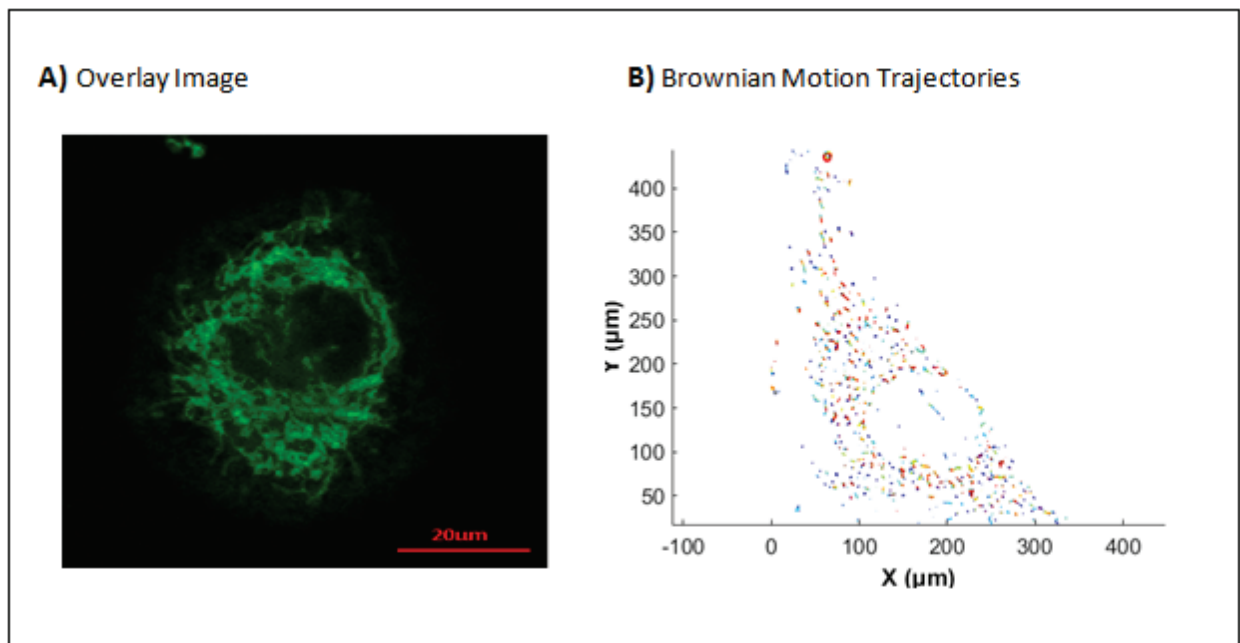 A) Overlay Image
B) Brownian Motion Trajectories
20um
400
350
300
250
200
150
100
50
Y (µm)
-100 0 100 200 300 400
X (µm)